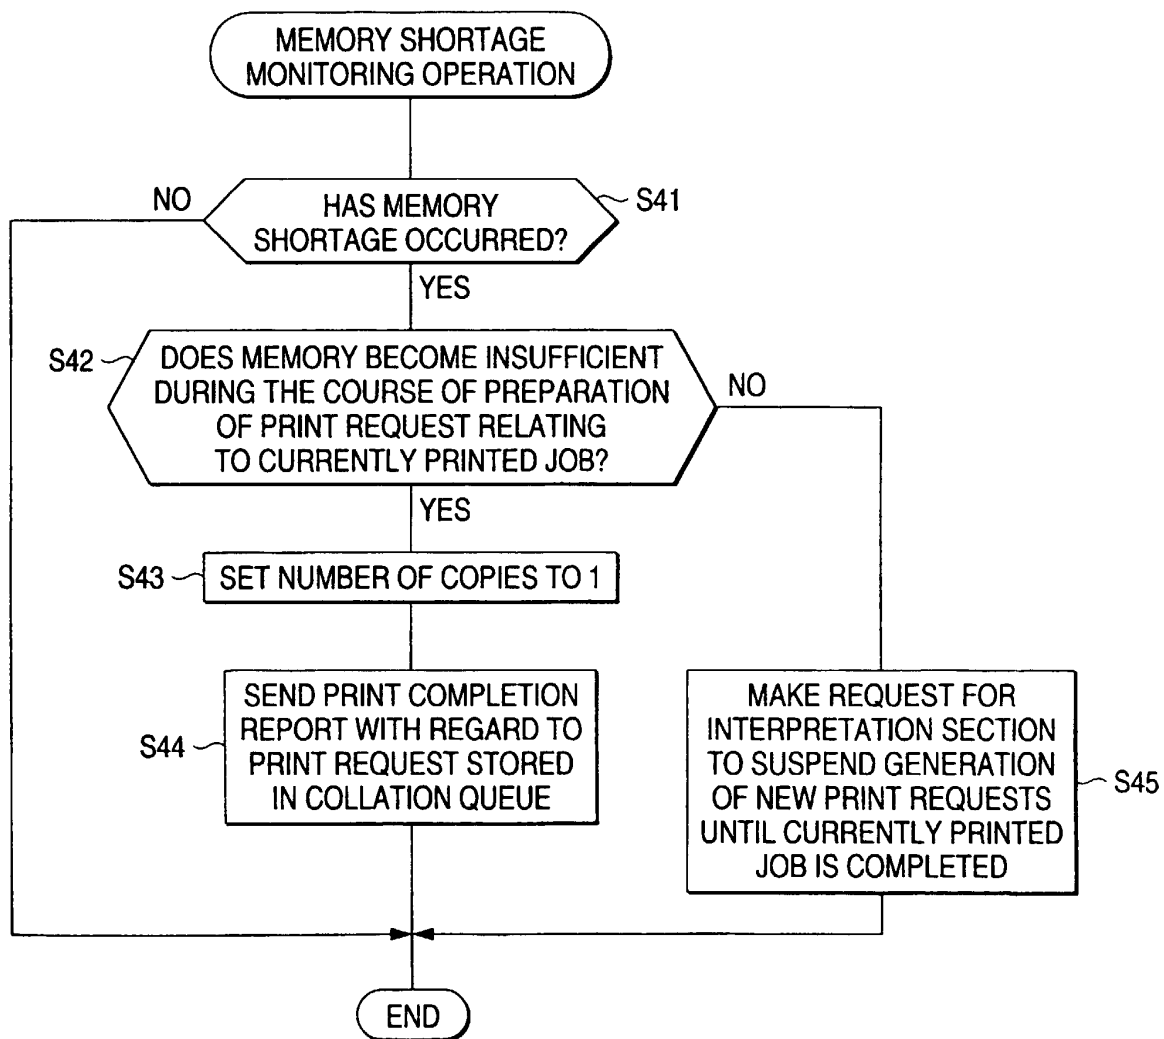 MEMORY SHORTAGE
MONITORING OPERATION
NO
HAS MEMORY
SHORTAGE OCCURRED?
S41
YES
S42
DOES MEMORY BECOME INSUFFICIENT
DURING THE COURSE OF PREPARATION
OF PRINT REQUEST RELATING
TO CURRENTLY PRINTED JOB?
NO
YES
S43
SET NUMBER OF COPIES TO 1
S44
SEND PRINT COMPLETION
REPORT WITH REGARD TO
PRINT REQUEST STORED
IN COLLATION QUEUE
MAKE REQUEST FOR
INTERPRETATION SECTION
TO SUSPEND GENERATION
OF NEW PRINT REQUESTS
UNTIL CURRENTLY PRINTED
JOB IS COMPLETED
S45
END